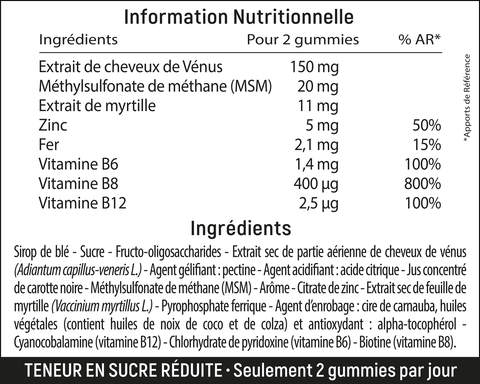 Information Nutritionnelle
Ingrédients Pour 2 gummies % AR*
Extrait de cheveux de Vénus 150 mg
Méthylsulfonate de méthane (MSM) 20 mg
Extrait de myrtille 11 mg
Zinc 5 mg 50%
Fer 2,1 mg 15%
Vitamine B6 1,4 mg 100%
Vitamine B8 400 µg 800%
Vitamine B12 2,5 µg 100%
*Apports de Référence
Ingrédients
Sirop de blé - Sucre - Fructo-oligosaccharides - Extrait sec de partie aérienne de cheveux de vénus
(Adiantum capillus-veneris L.) - Agent gélifiant : pectine - Agent acidifiant : acide citrique - Jus concentré
de carotte noire - Méthylsulfonate de méthane (MSM) - Arôme - Citrate de zinc - Extrait sec de feuille de
myrtille (Vaccinium myrtillus L.) - Pyrophosphate ferrique - Agent d'enrobage : cire de carnauba, huiles
végétales (contient huiles de noix de coco et de colza) et antioxydant : alpha-tocophérol -
Cyanocobalamine (vitamine B12) - Chlorhydrate de pyridoxine (vitamine B6) - Biotine (vitamine B8).
TENEUR EN SUCRE RÉDUITE · Seulement 2 gummies par jour